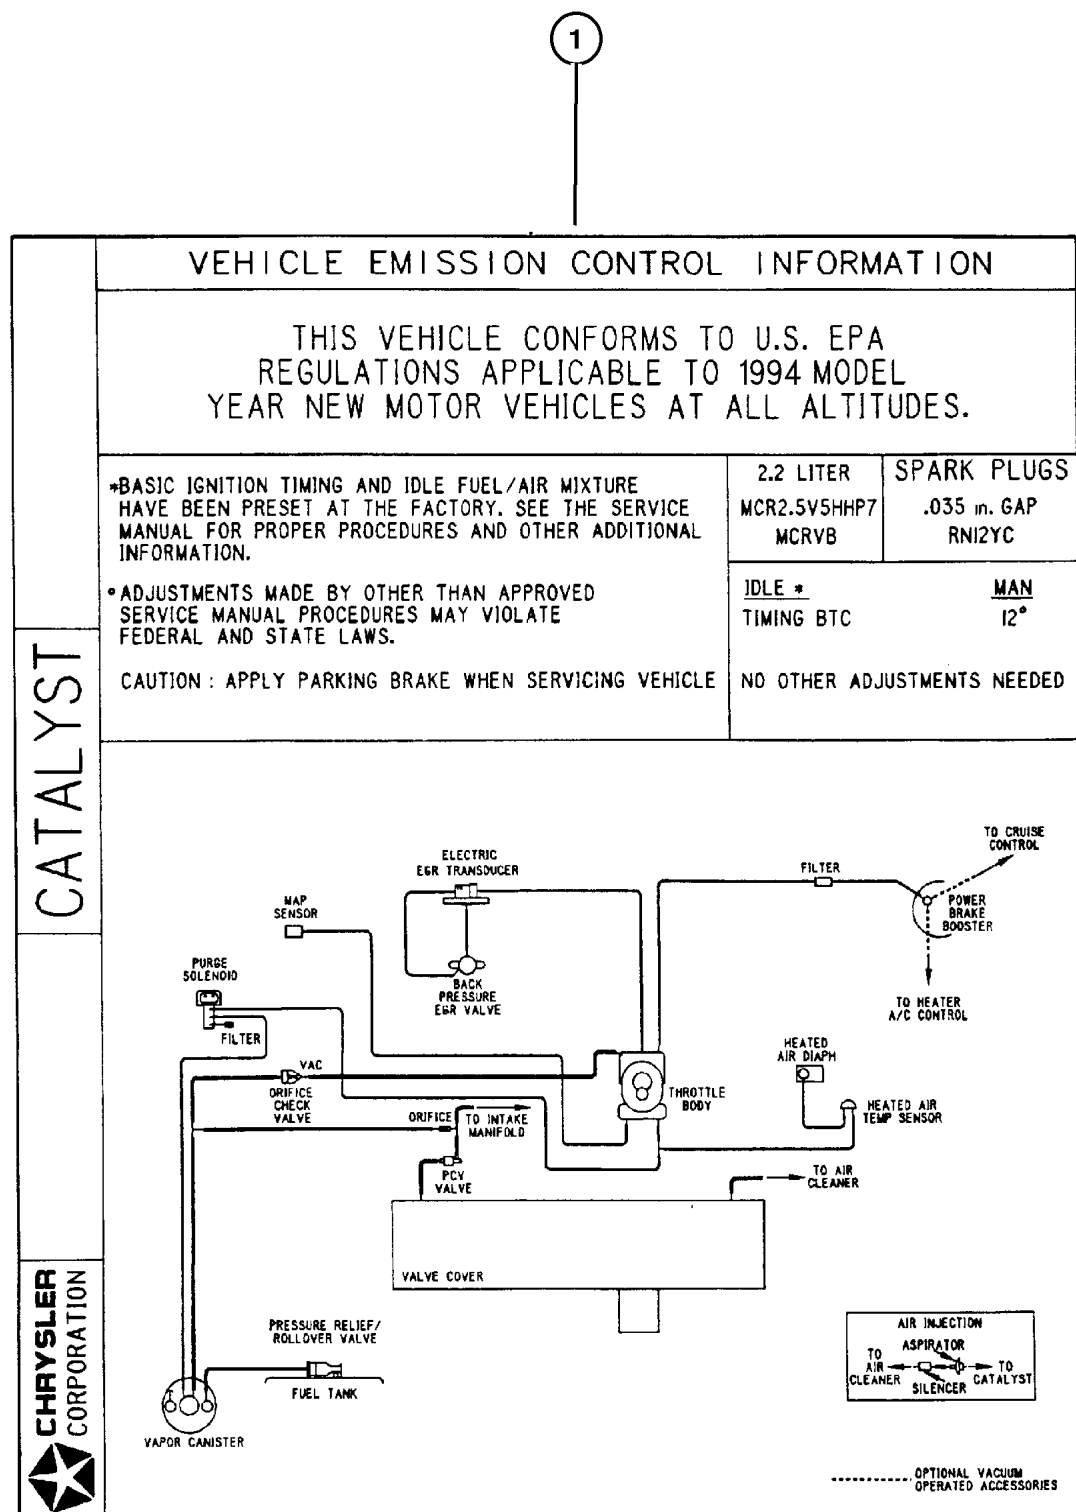 1
VEHICLE EMISSION CONTROL INFORMATION
THIS VEHICLE CONFORMS TO U.S. EPA
REGULATIONS APPLICABLE TO 1994 MODEL
YEAR NEW MOTOR VEHICLES AT ALL ALTITUDES.
*BASIC IGNITION TIMING AND IDLE FUEL/AIR MIXTURE
HAVE BEEN PRESET AT THE FACTORY. SEE THE SERVICE
MANUAL FOR PROPER PROCEDURES AND OTHER ADDITIONAL
INFORMATION.
•ADJUSTMENTS MADE BY OTHER THAN APPROVED
SERVICE MANUAL PROCEDURES MAY VIOLATE
FEDERAL AND STATE LAWS.
CAUTION : APPLY PARKING BRAKE WHEN SERVICING VEHICLE
2.2 LITER
MCR2.5V5HHP7
MCRVB
SPARK PLUGS
.035 in. GAP
RN12YC
IDLE * MAN
TIMING BTC 12°
NO OTHER ADJUSTMENTS NEEDED
CATALYST
CHRYSLER
CORPORATION
TO CRUISE
CONTROL
ELECTRIC
EGR TRANSDUCER
FILTER
MAP
SENSOR
POWER
BRAKE
BOOSTER
PURGE
SOLENOID
BACK
PRESSURE
EGR VALVE
TO HEATER
A/C CONTROL
FILTER
HEATED
AIR DIAPH
VAC
ORIFICE
CHECK
VALVE
THROTTLE
BODY
HEATED AIR
TEMP SENSOR
ORIFICE
TO INTAKE
MANIFOLD
PCV
VALVE
TO AIR
CLEANER
VALVE COVER
PRESSURE RELIEF/
ROLLOVER VALVE
FUEL TANK
VAPOR CANISTER
AIR INJECTION
ASPIRATOR
TO
AIR
CLEANER
SILENCER
TO
CATALYST
OPTIONAL VACUUM
OPERATED ACCESSORIES